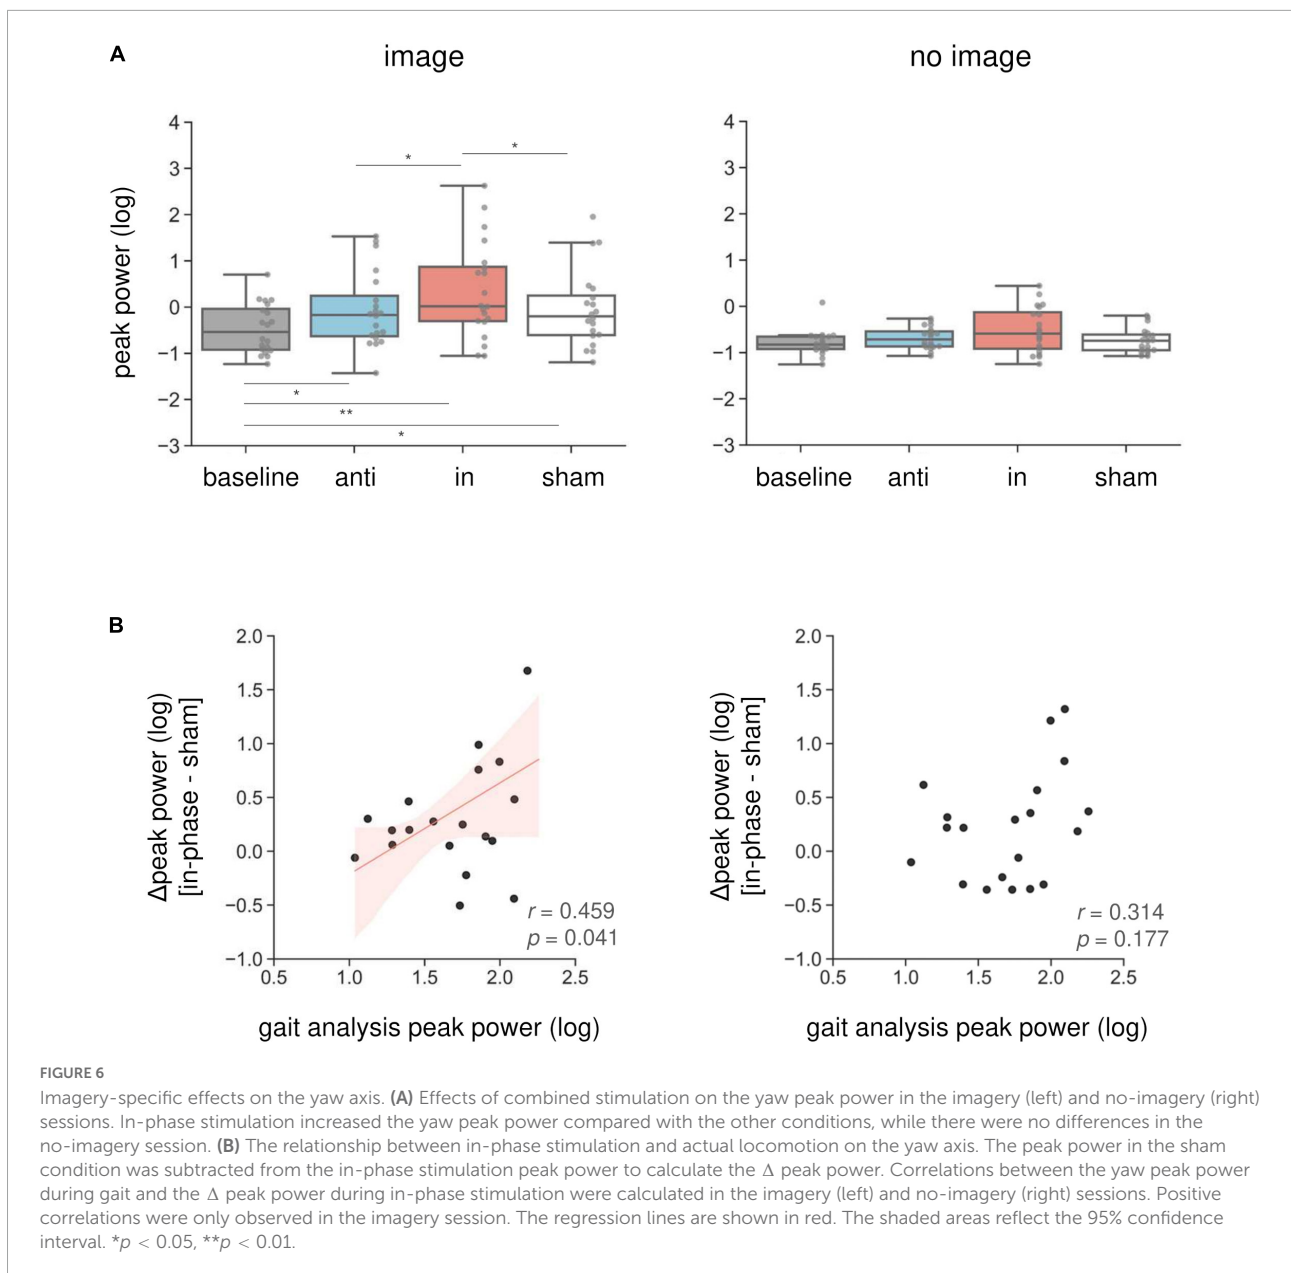 A
image
no image
peak power (log)
4
3
2
1
0
−1
−2
−3
*
*
*
**
*
baseline
anti
in
sham
4
3
2
1
0
−1
−2
−3
baseline
anti
in
sham
B
Δpeak power (log)
[in-phase - sham]
2.0
1.5
1.0
0.5
0.0
−0.5
−1.0
0.5
1.0
1.5
2.0
2.5
r = 0.459
p = 0.041
gait analysis peak power (log)
Δpeak power (log)
[in-phase - sham]
2.0
1.5
1.0
0.5
0.0
−0.5
−1.0
0.5
1.0
1.5
2.0
2.5
r = 0.314
p = 0.177
gait analysis peak power (log)
FIGURE 6
Imagery-specific effects on the yaw axis. (A) Effects of combined stimulation on the yaw peak power in the imagery (left) and no-imagery (right)
sessions. In-phase stimulation increased the yaw peak power compared with the other conditions, while there were no differences in the
no-imagery session. (B) The relationship between in-phase stimulation and actual locomotion on the yaw axis. The peak power in the sham
condition was subtracted from the in-phase stimulation peak power to calculate the Δ peak power. Correlations between the yaw peak power
during gait and the Δ peak power during in-phase stimulation were calculated in the imagery (left) and no-imagery (right) sessions. Positive
correlations were only observed in the imagery session. The regression lines are shown in red. The shaded areas reflect the 95% confidence
interval. *p < 0.05, **p < 0.01.